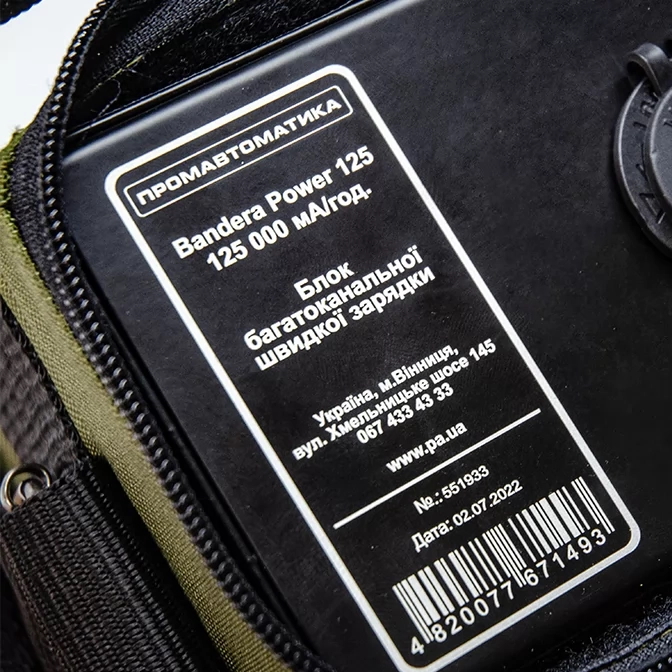 ПРОМАВТОМАТИКА
Bandera Power 125
125 000 мА/год.
Блок
багатоканальної
швидкої зарядки
Україна, м.Вінниця,
вул. Хмельницьке шосе 145
067 433 43 33
www.pa.ua
№.:551933
Дата: 02.07.2022
4 820077 671493